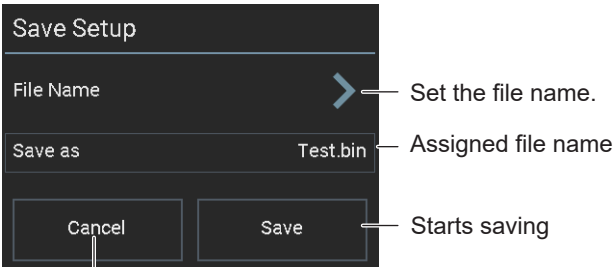 Save Setup
File Name
Set the file name.
Save as Test.bin
Assigned file name
Cancel Save
Starts saving